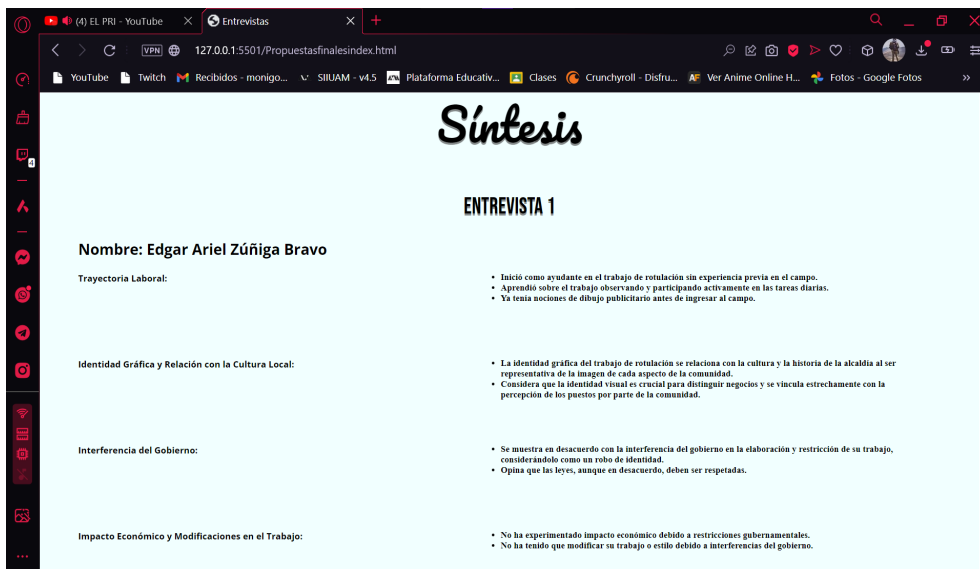 (4) EL PRI - YouTube
Entrevistas
VPN
127.0.0.1:5501/Propuestasfinalesindex.html
YouTube
Twitch
Recibidos - monigo...
SIIUAM - v4.5
Plataforma Educativ...
Clases
Crunchyroll - Disfru...
Ver Anime Online H...
Fotos - Google Fotos
4
Síntesis
ENTREVISTA 1
Nombre: Edgar Ariel Zúñiga Bravo
Trayectoria Laboral:
• Inició como ayudante en el trabajo de rotulación sin experiencia previa en el campo.
• Aprendió sobre el trabajo observando y participando activamente en las tareas diarias.
• Ya tenía nociones de dibujo publicitario antes de ingresar al campo.
Identidad Gráfica y Relación con la Cultura Local:
• La identidad gráfica del trabajo de rotulación se relaciona con la cultura y la historia de la alcaldía al ser
representativa de la imagen de cada aspecto de la comunidad.
• Considera que la identidad visual es crucial para distinguir negocios y se vincula estrechamente con la
percepción de los puestos por parte de la comunidad.
Interferencia del Gobierno:
• Se muestra en desacuerdo con la interferencia del gobierno en la elaboración y restricción de su trabajo,
considerándolo como un robo de identidad.
• Opina que las leyes, aunque en desacuerdo, deben ser respetadas.
Impacto Económico y Modificaciones en el Trabajo:
• No ha experimentado impacto económico debido a restricciones gubernamentales.
• No ha tenido que modificar su trabajo o estilo debido a interferencias del gobierno.